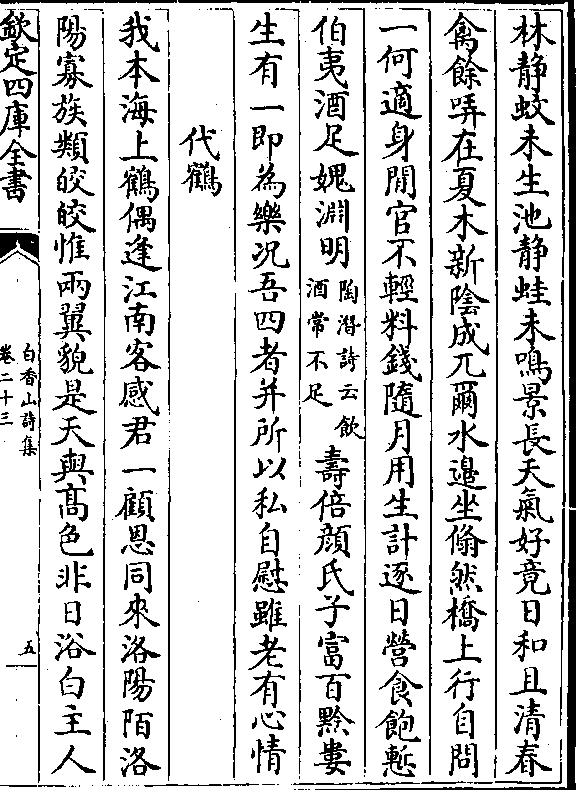 林靜蚊未生池静蛙未鳴景長天氣好竟日和且清春
禽餘哢在夏木新陰成兀爾水邉坐翛然橋上行自問
一何適身閒官不輕料錢隨月用生計逐日營食飽慙
伯夷酒足媿淵明
陶潛詩云飲
酒常不足
壽倍顔氏子富百黔婁
生有一即為樂况吾四者并所以私自慰雖老有心情
代鶴
我本海上鶴偶逢江南客感君一顧恩同來洛陽陌洛
陽寡族類皎皎惟兩翼貌是天與髙色非日浴白主人
欽定四庫全書
白香山詩集
卷二十三
五